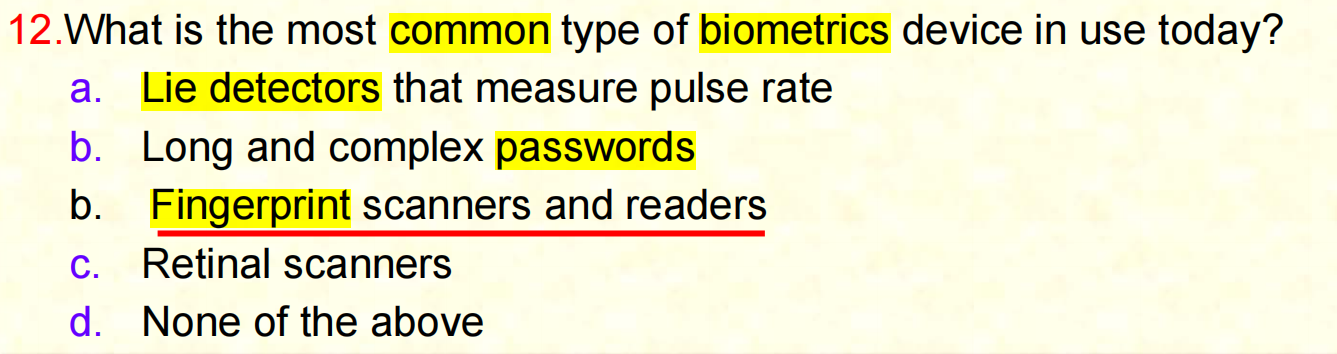 12.What is the most common type of biometrics device in use today?
a. Lie detectors that measure pulse rate
b. Long and complex passwords
b. Fingerprint scanners and readers
c. Retinal scanners
d. None of the above